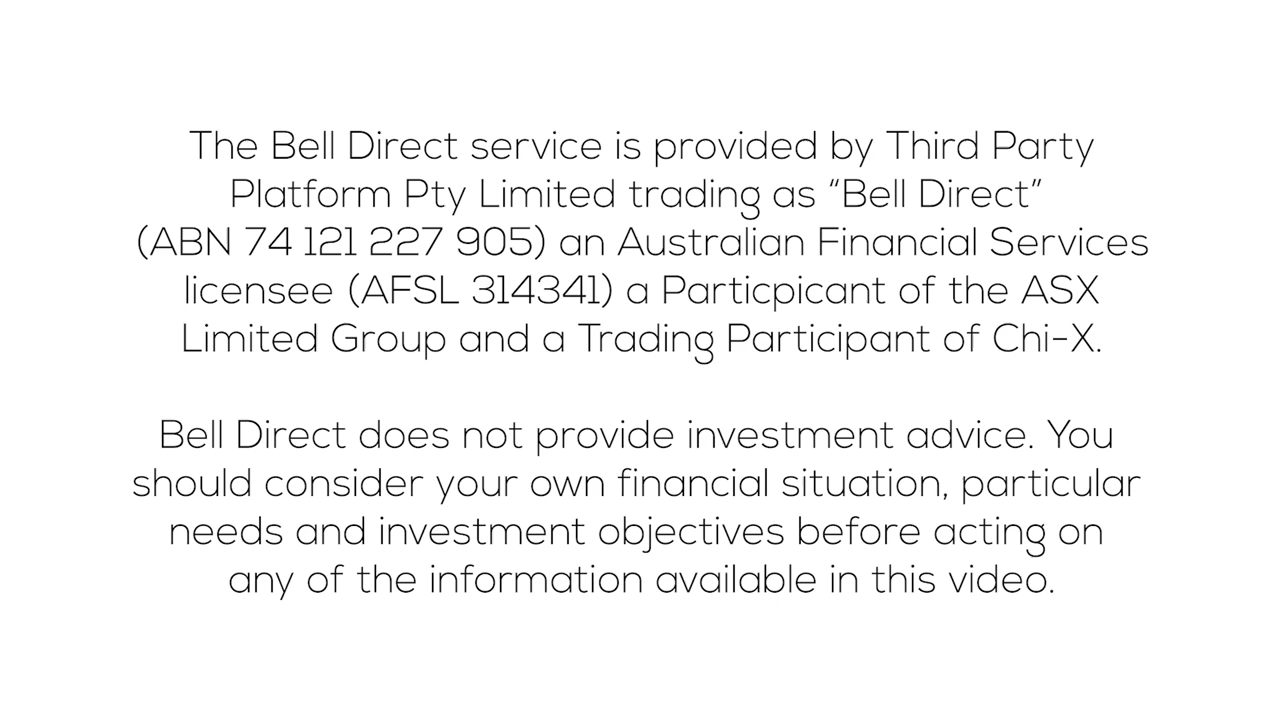 The Bell Direct service is provided by Third Party
Platform Pty Limited trading as “Bell Direct”
(ABN 74 121 227 905) an Australian Financial Services
licensee (AFSL 314341) a Particpicant of the ASX
Limited Group and a Trading Participant of Chi-X.
Bell Direct does not provide investment advice. You
should consider your own financial situation, particular
needs and investment objectives before acting on
any of the information available in this video.